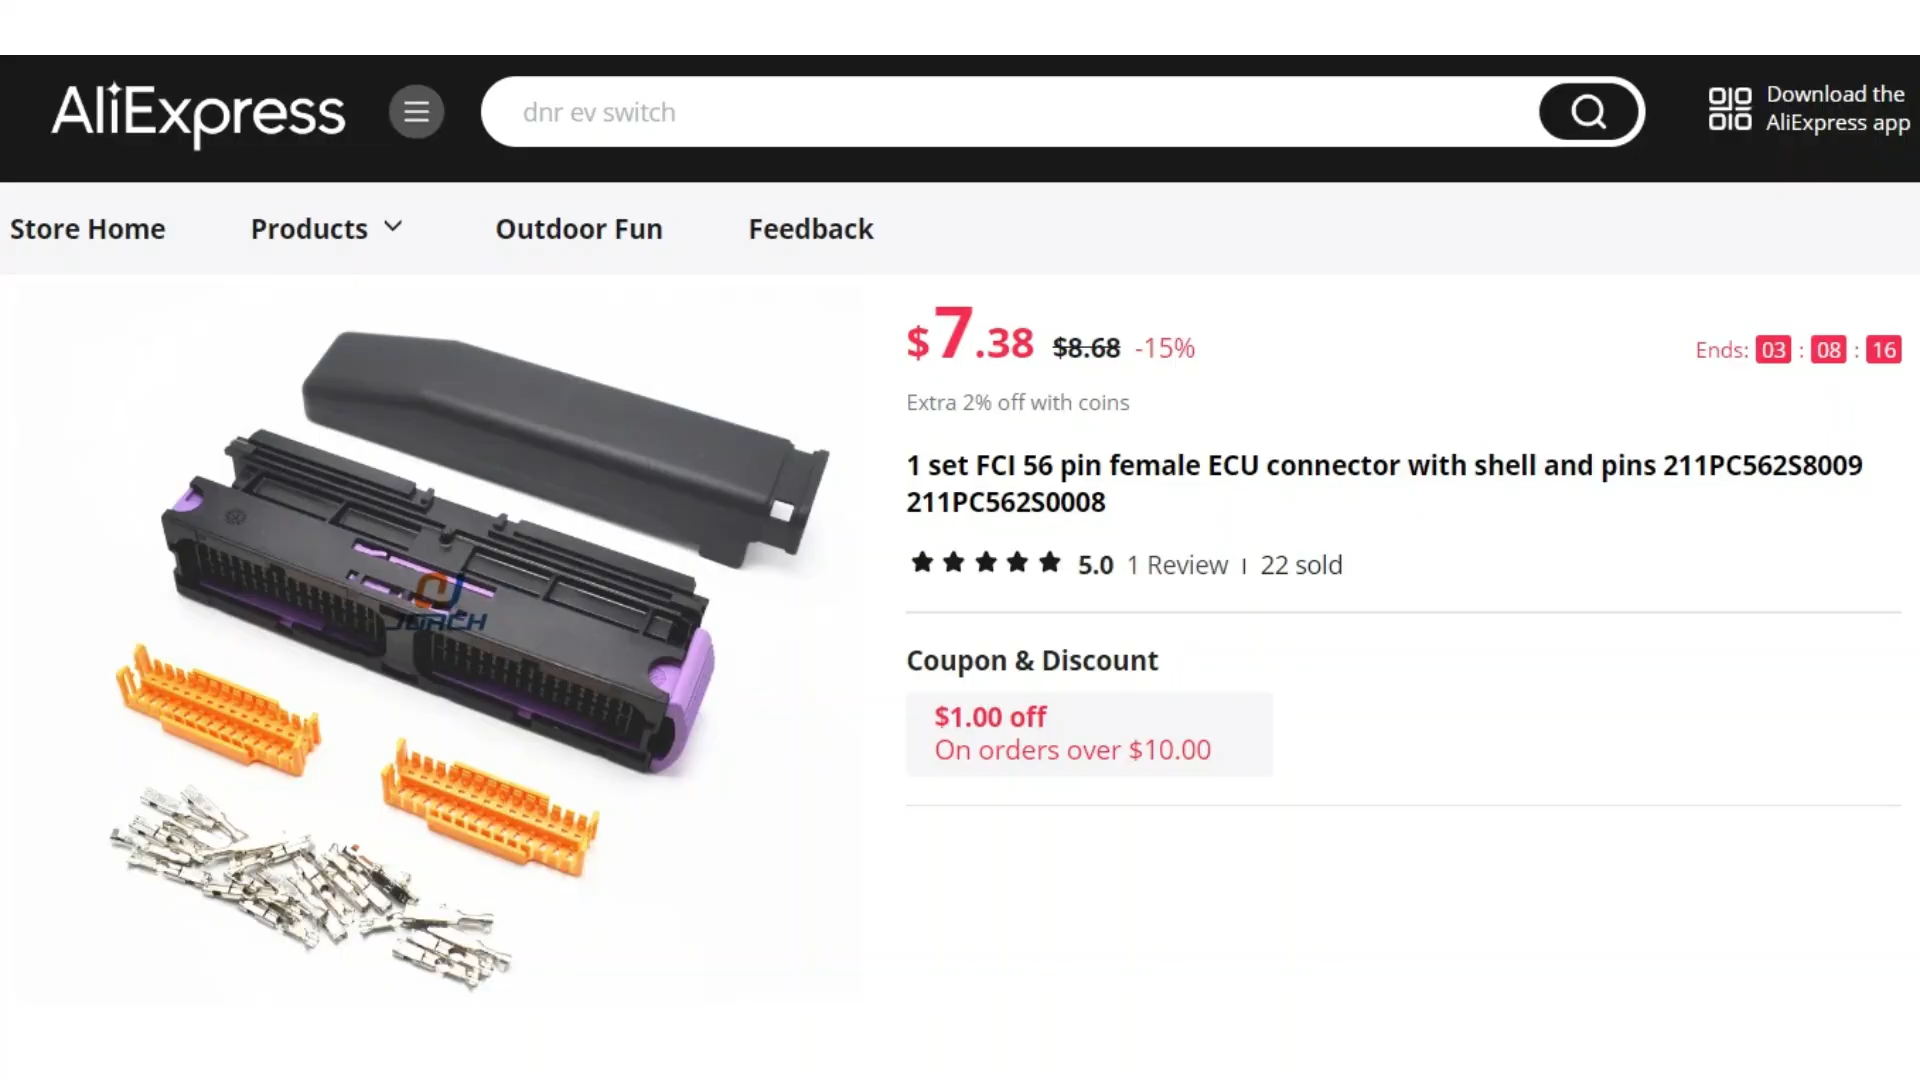 AliExpress
dnr ev switch
Download the
AliExpress app
Store Home
Products
Outdoor Fun
Feedback
$7.38 $8.68 -15%
Ends: 03 : 08 : 16
Extra 2% off with coins
1 set FCI 56 pin female ECU connector with shell and pins 211PC562S8009
211PC562S0008
5.0 1 Review | 22 sold
Coupon & Discount
$1.00 off
On orders over $10.00